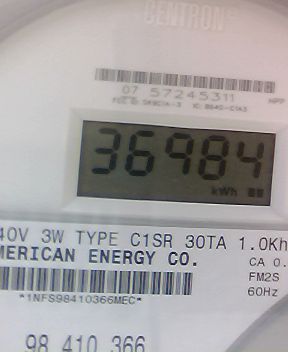 CENTRON®
07 57245311
36984
kWh
40V 3W TYPE C1SR 30TA 1.0Kh
MERICAN ENERGY CO.
CA 0.
FM2S
*1NFS98410366MEC*
60Hz
98 410 366